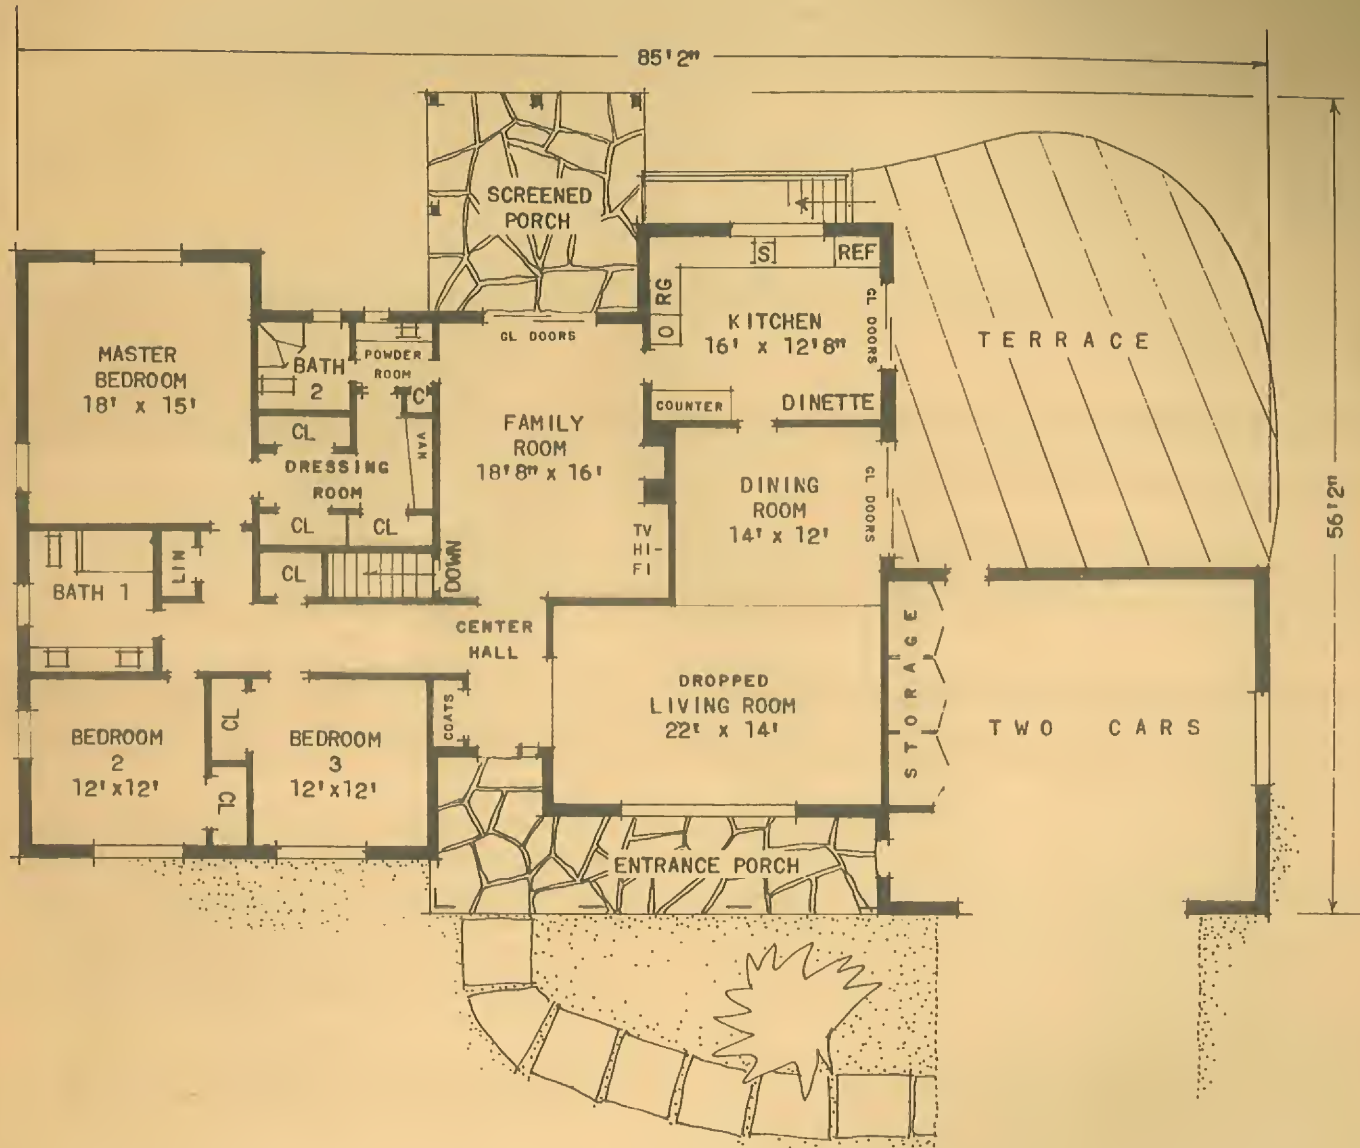 85'2"
SCREENED
PORCH
S
REF
RG
O
KITCHEN
16' x 12'8"
GL DOORS
TERRACE
GL DOORS
MASTER
BEDROOM
18' x 15'
BATH
2
POWDER
ROOM
C
COUNTER
DINETTE
FAMILY
ROOM
18'8" x 16'
CL
VAN
DRESSING
ROOM
CL
CL
DINING
ROOM
14' x 12'
GL DOORS
56'2"
TV
HI-
FI
LIN
BATH 1
CL
DOWN
CENTER
HALL
STORAGE
DROPPED
LIVING ROOM
22' x 14'
COATS
TWO CARS
BEDROOM
2
12'x12'
CL
CL
BEDROOM
3
12'x12'
ENTRANCE PORCH